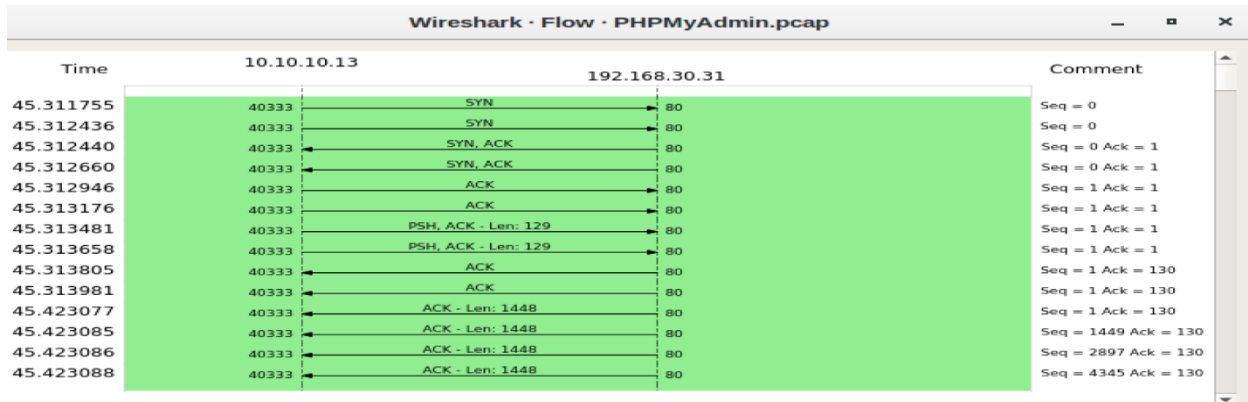 Wireshark · Flow · PHPMyAdmin.pcap
Time 10.10.10.13 192.168.30.31 Comment
45.311755 40333 SYN 80 Seq = 0
45.312436 40333 SYN 80 Seq = 0
45.312440 40333 SYN, ACK 80 Seq = 0 Ack = 1
45.312660 40333 SYN, ACK 80 Seq = 0 Ack = 1
45.312946 40333 ACK 80 Seq = 1 Ack = 1
45.313176 40333 ACK 80 Seq = 1 Ack = 1
45.313481 40333 PSH, ACK - Len: 129 80 Seq = 1 Ack = 1
45.313658 40333 PSH, ACK - Len: 129 80 Seq = 1 Ack = 1
45.313805 40333 ACK 80 Seq = 1 Ack = 130
45.313981 40333 ACK 80 Seq = 1 Ack = 130
45.423077 40333 ACK - Len: 1448 80 Seq = 1 Ack = 130
45.423085 40333 ACK - Len: 1448 80 Seq = 1449 Ack = 130
45.423086 40333 ACK - Len: 1448 80 Seq = 2897 Ack = 130
45.423088 40333 ACK - Len: 1448 80 Seq = 4345 Ack = 130